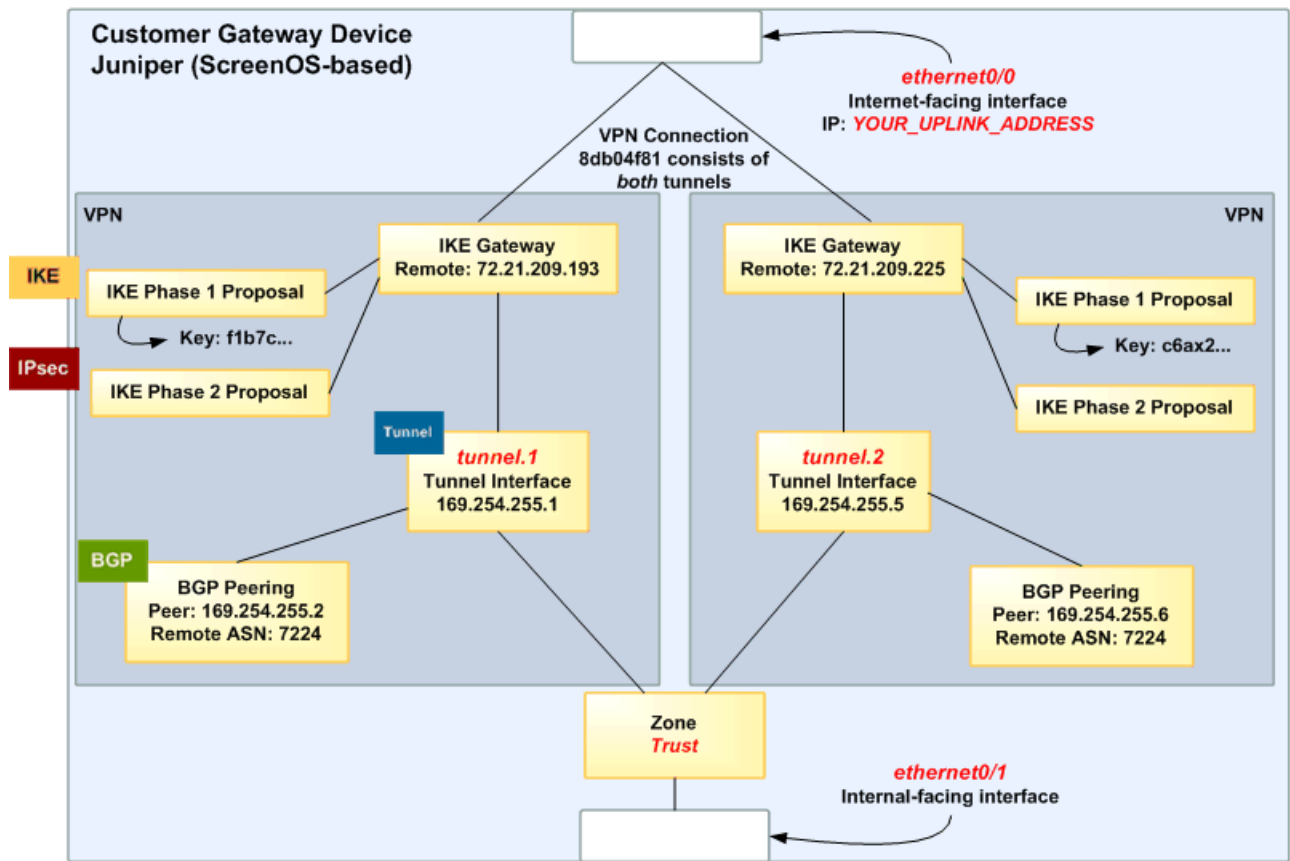 Customer Gateway Device
Juniper (ScreenOS-based)
ethernet0/0
Internet-facing interface
IP: YOUR_UPLINK_ADDRESS
VPN Connection
8db04f81 consists of
both tunnels
VPN
VPN
IKE
IKE Gateway
Remote: 72.21.209.193
IKE Gateway
Remote: 72.21.209.225
IKE Phase 1 Proposal
Key: f1b7c...
IKE Phase 1 Proposal
Key: c6ax2...
IPsec
IKE Phase 2 Proposal
IKE Phase 2 Proposal
Tunnel
tunnel.1
Tunnel Interface
169.254.255.1
tunnel.2
Tunnel Interface
169.254.255.5
BGP
BGP Peering
Peer: 169.254.255.2
Remote ASN: 7224
BGP Peering
Peer: 169.254.255.6
Remote ASN: 7224
Zone
Trust
ethernet0/1
Internal-facing interface